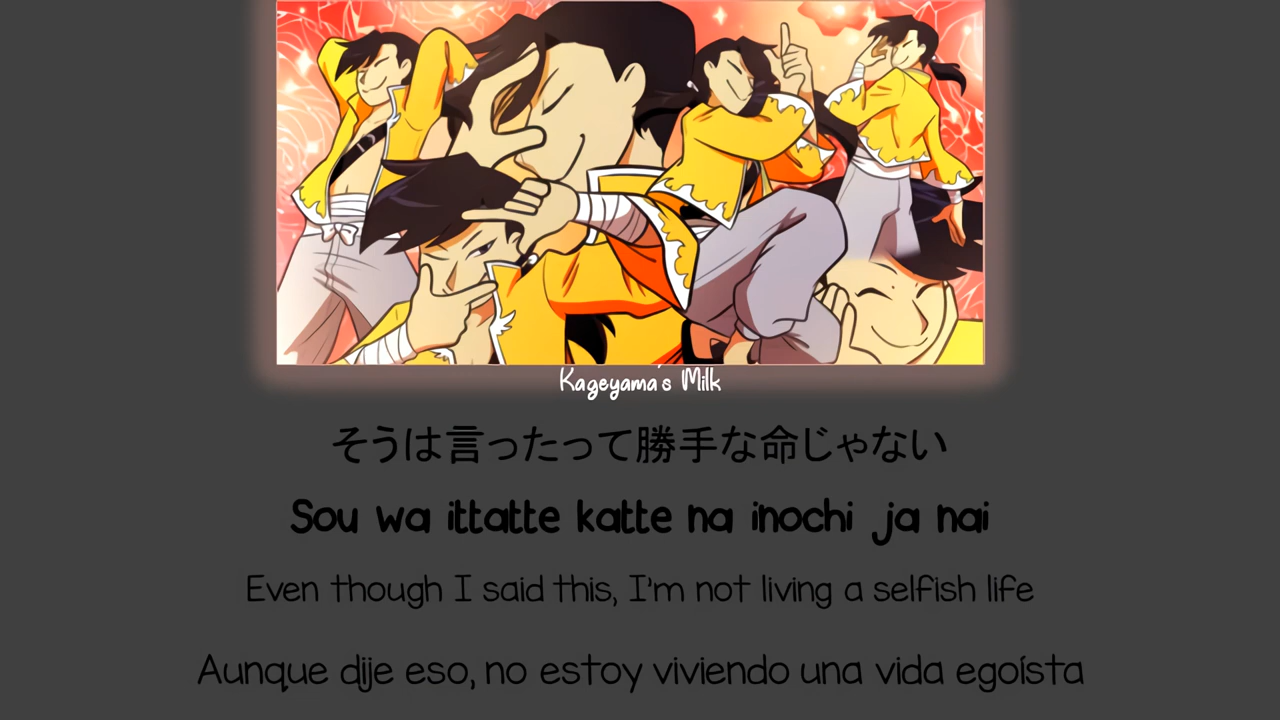 Kageyama's Milk
そうは言ったって勝手な命じゃない
Sou wa ittatte katte na inochi ja nai
Even though I said this, I'm not living a selfish life
Aunque dije eso, no estoy viviendo una vida egoísta